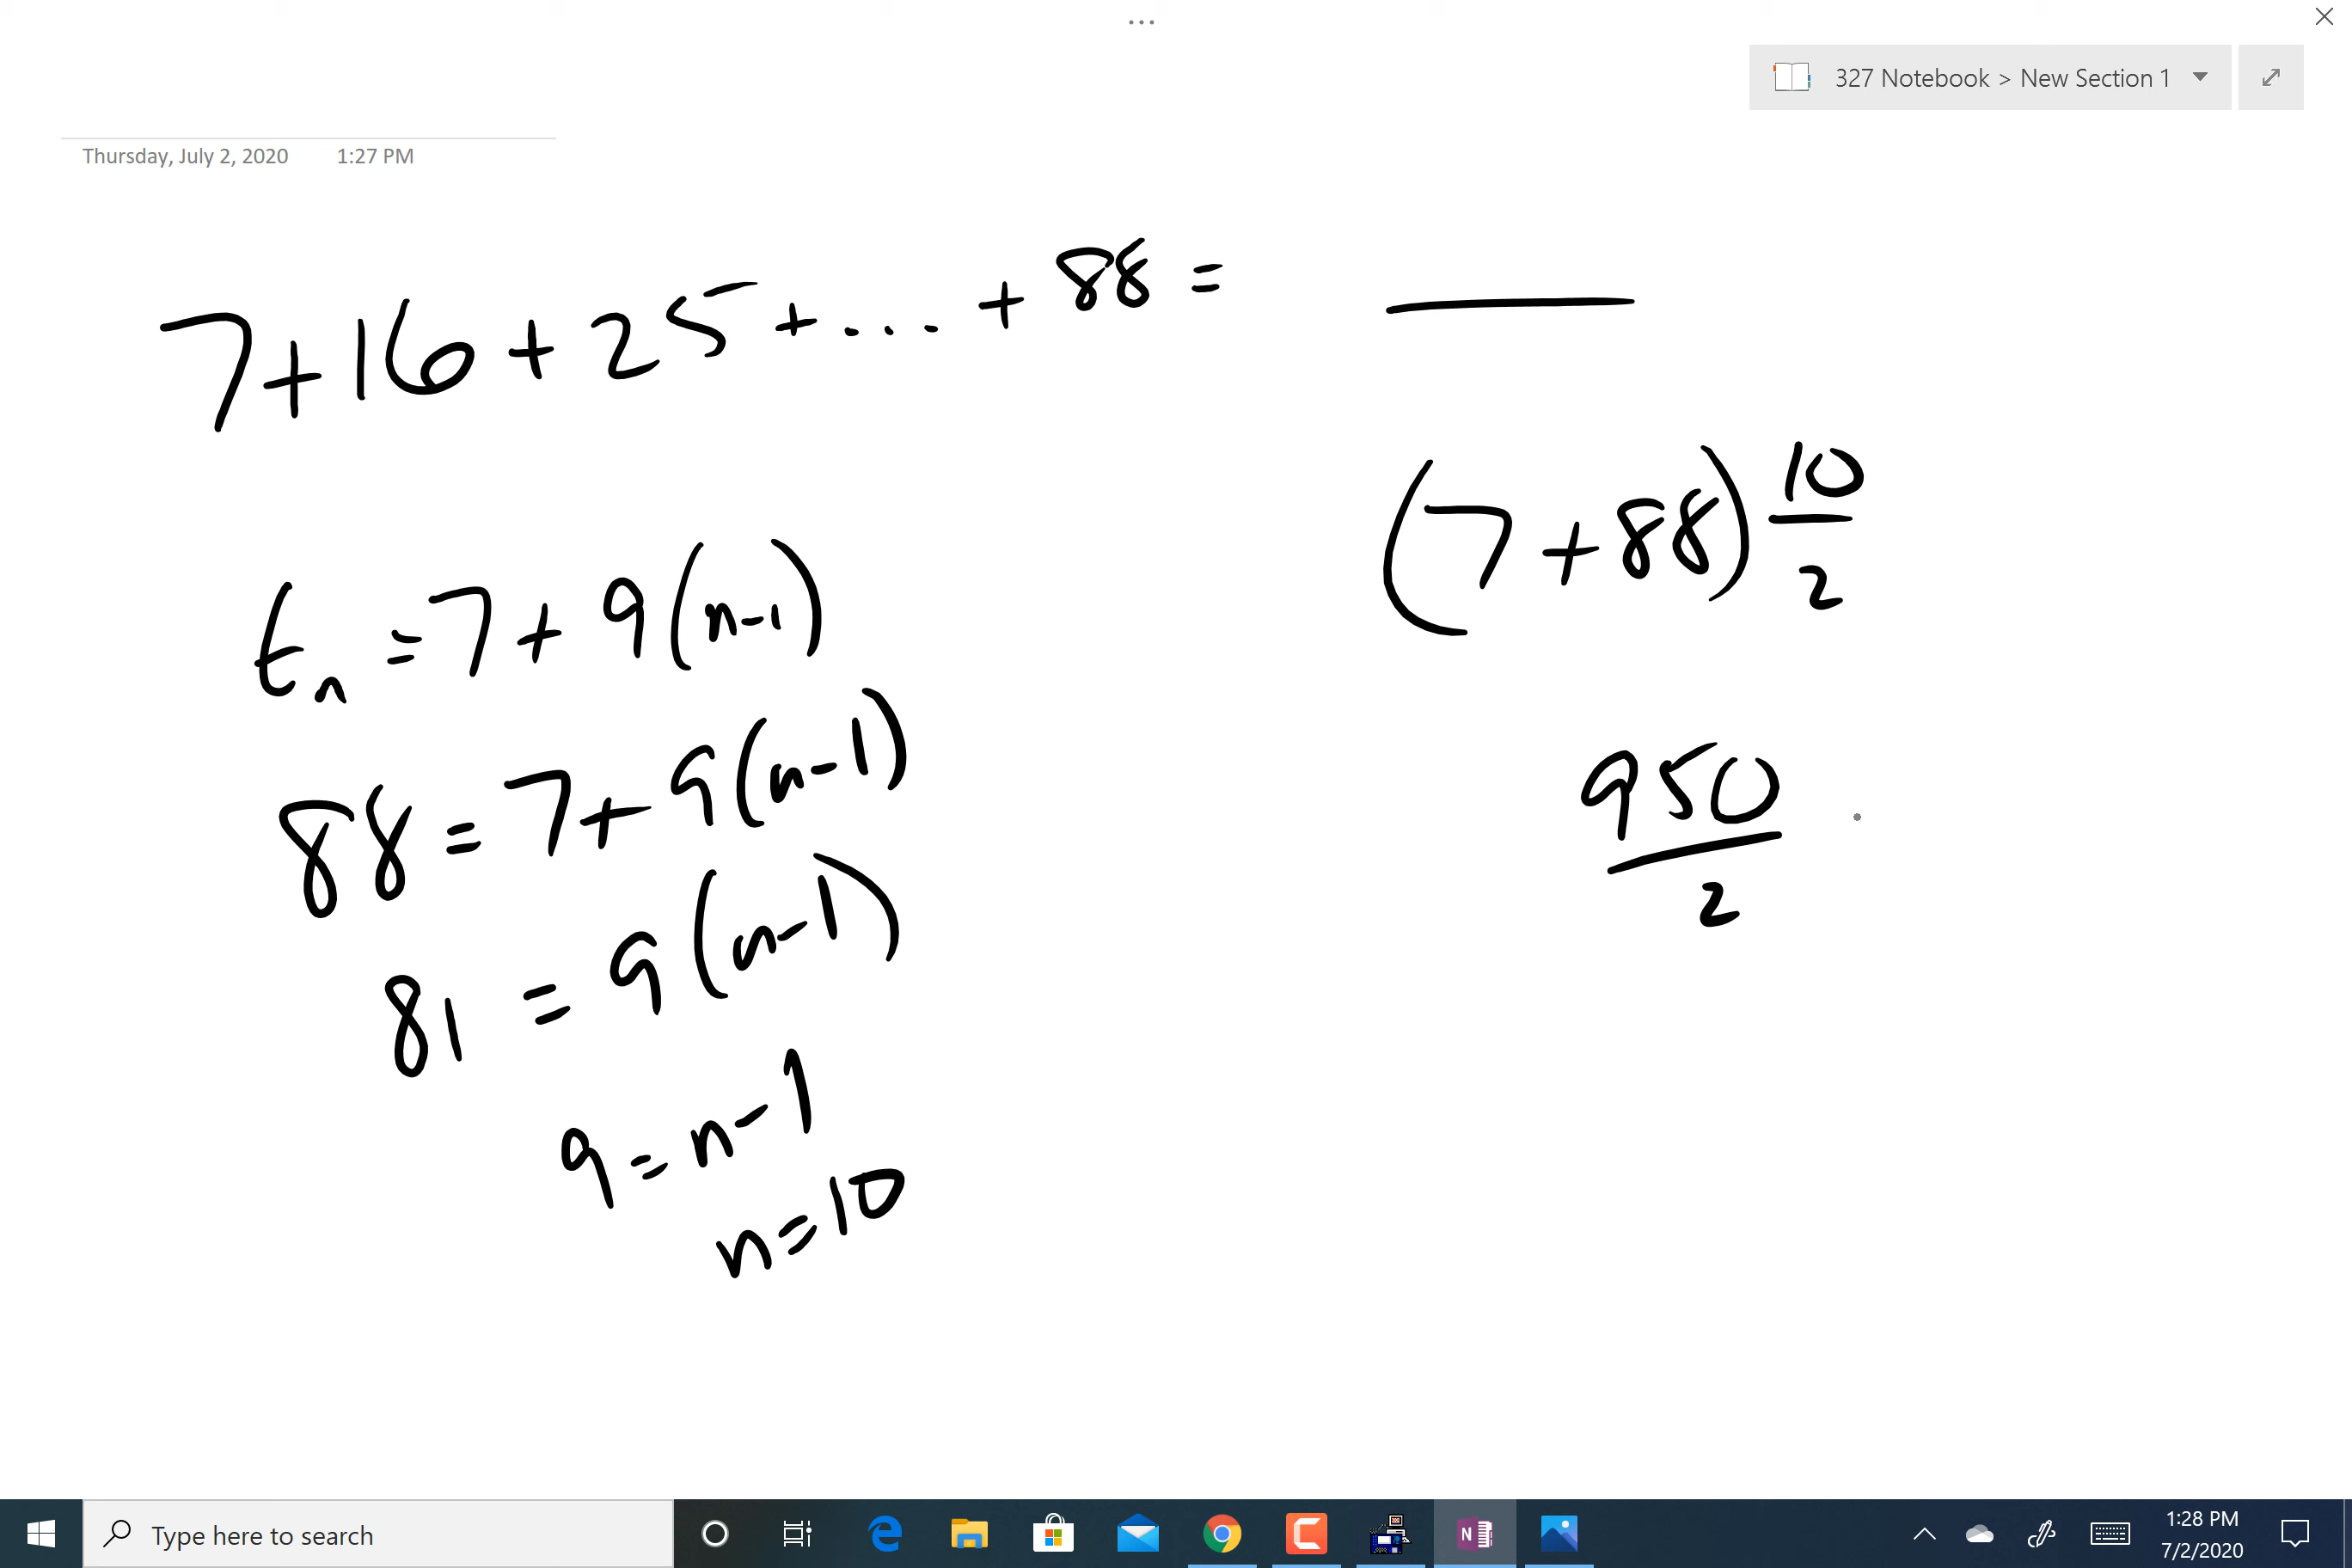 ...
327 Notebook > New Section 1
Thursday, July 2, 2020 1:27 PM
7+16+25+....+88= ____
(7+88) 10/2
tn = 7+9(n-1)
88=7+9(n-1)
950/2
81 = 9(n-1)
9=n-1
n=10
Type here to search
N
1:28 PM
7/2/2020